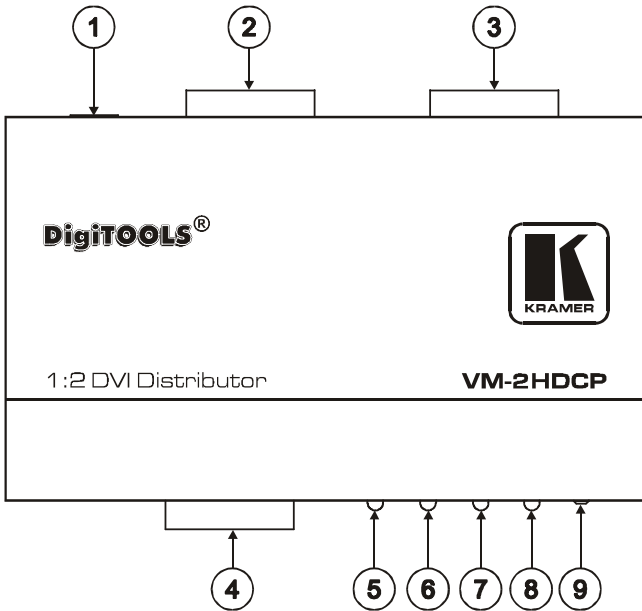 1 2 3
DigiTOOLS®
KRAMER
1:2 DVI Distributor VM-2HDCP
4 5 6 7 8 9